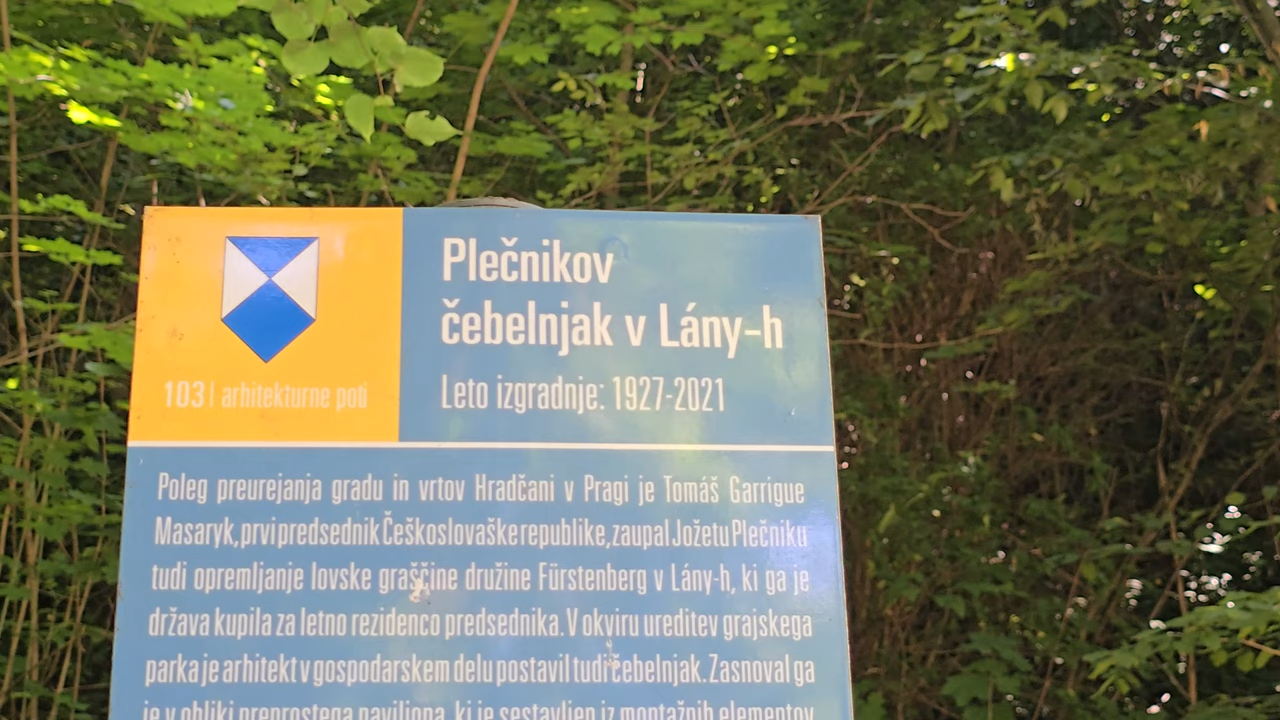 Plečnikov
čebelnjak v Lány-h
Leto izgradnje: 1927-2021
103 | arhitekturne poti
Poleg preurejanja gradu in vrtov Hradčani v Pragi je Tomáš Garrigue
Masaryk, prvi predsednik Češkoslovaške republike, zaupal Jožetu Plečniku
tudi opremljanje lovske graščine družine Fürstenberg v Lány-h, ki ga je
država kupila za letno rezidenco predsednika. V okviru ureditev grajskega
parka je arhitekt v gospodarskem delu postavil tudi čebelnjak. Zasnoval ga
je v obliki preprostega paviljona, ki je sestavljen iz montažnih elementov